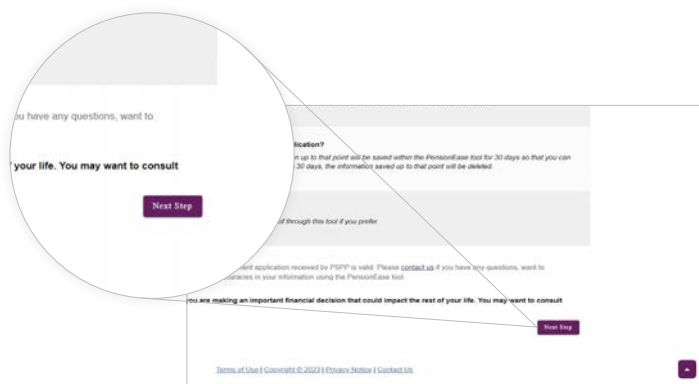 ou have any questions, want to
your life. You may want to consult
Next Step
lication?
n up to that point will be saved within the PensionEase tool for 30 days so that you can
30 days, the information saved up to that point will be deleted.
of through this tool if you prefer
ent application received by PSPP is valid. Please contact us if you have any questions, want to
uracies in your information using the PensionEase tool.
ou are making an important financial decision that could impact the rest of your life. You may want to consult
Next Step
Terms of Use | Copyright © 2023 | Privacy Notice | Contact Us